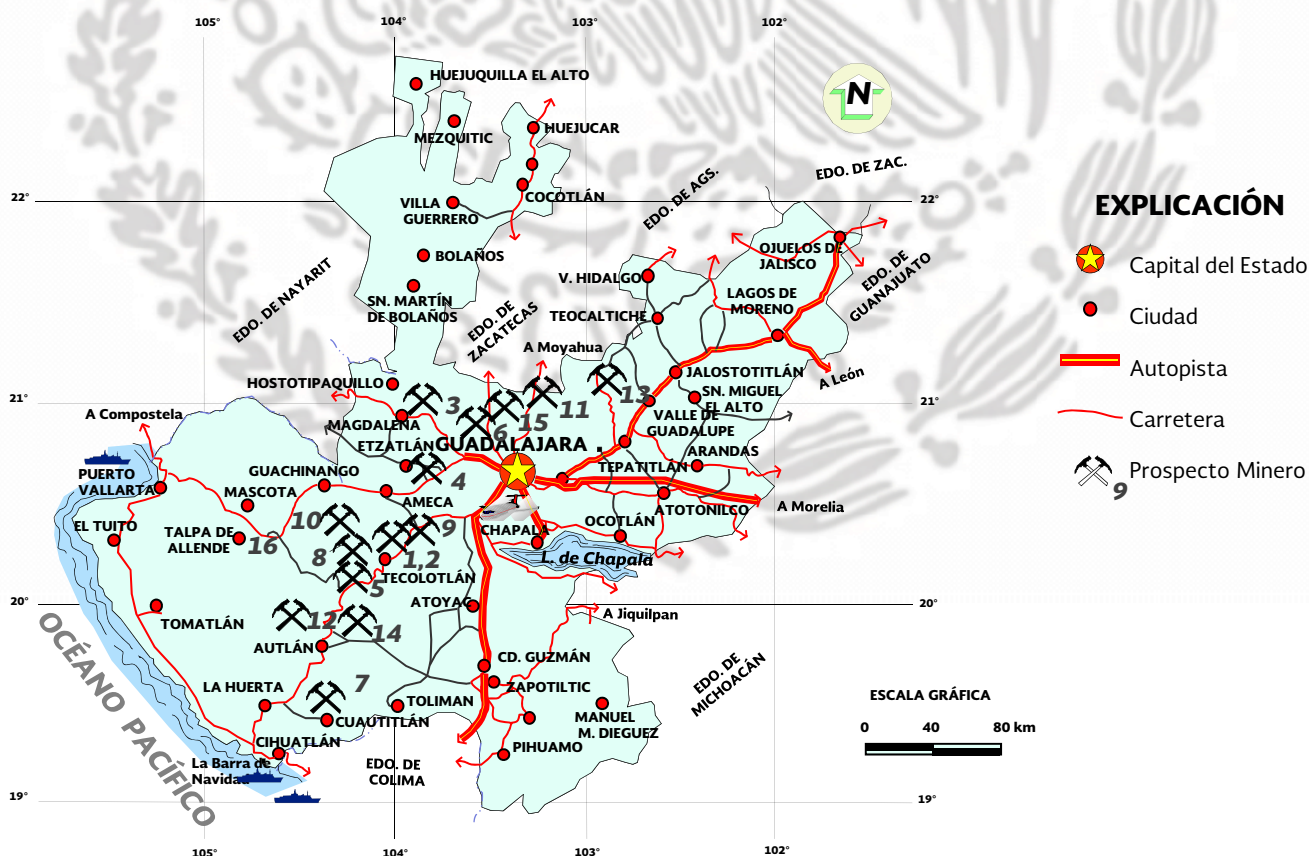 105°
104°
103°
102°
HUEJUQUILLA EL ALTO
MEZQUITIC
HUEJUCAR
N
EDO. DE ZAC.
EDO. DE AGS.
22°
VILLA
GUERRERO
COCOTLÁN
22°
EXPLICACIÓN
BOLAÑOS
OJUELOS DE
JALISCO
EDO. DE
GUANAJUATO
Capital del Estado
EDO. DE NAYARIT
V. HIDALGO
SN. MARTÍN
DE BOLAÑOS
LAGOS DE
MORENO
Ciudad
EDO. DE
ZACATECAS
TEOCALTICHE
A Moyahua
Autopista
HOSTOTIPAQUILLO
JALOSTOTITLÁN
A León
21°
3
11
13
SN. MIGUEL
EL ALTO
21°
A Compostela
MAGDALENA
6
15
VALLE DE
GUADALUPE
Carretera
ETZATLÁN
GUADALAJARA .
ARANDAS
PUERTO
VALLARTA
GUACHINANGO
4
TEPATITLÁN
Prospecto Minero
9
MASCOTA
AMECA
ATOTONILCO
A Morelia
EL TUITO
TALPA DE
ALLENDE
16
10
9
CHAPALA
OCOTLÁN
8
1,2
L. de Chapala
5
TECOLOTLÁN
20°
ATOYAC
20°
TOMATLÁN
12
14
A Jiquilpan
AUTLÁN
OCÉANO PACÍFICO
CD. GUZMÁN
EDO. DE
MICHOACÁN
LA HUERTA
7
ZAPOTILTIC
ESCALA GRÁFICA
TOLIMAN
CUAUTITLÁN
MANUEL
M. DIEGUEZ
0 40 80 km
CIHUATLÁN
PIHUAMO
La Barra de
Navidad
EDO. DE
COLIMA
19°
19°
105°
104°
103°
102°